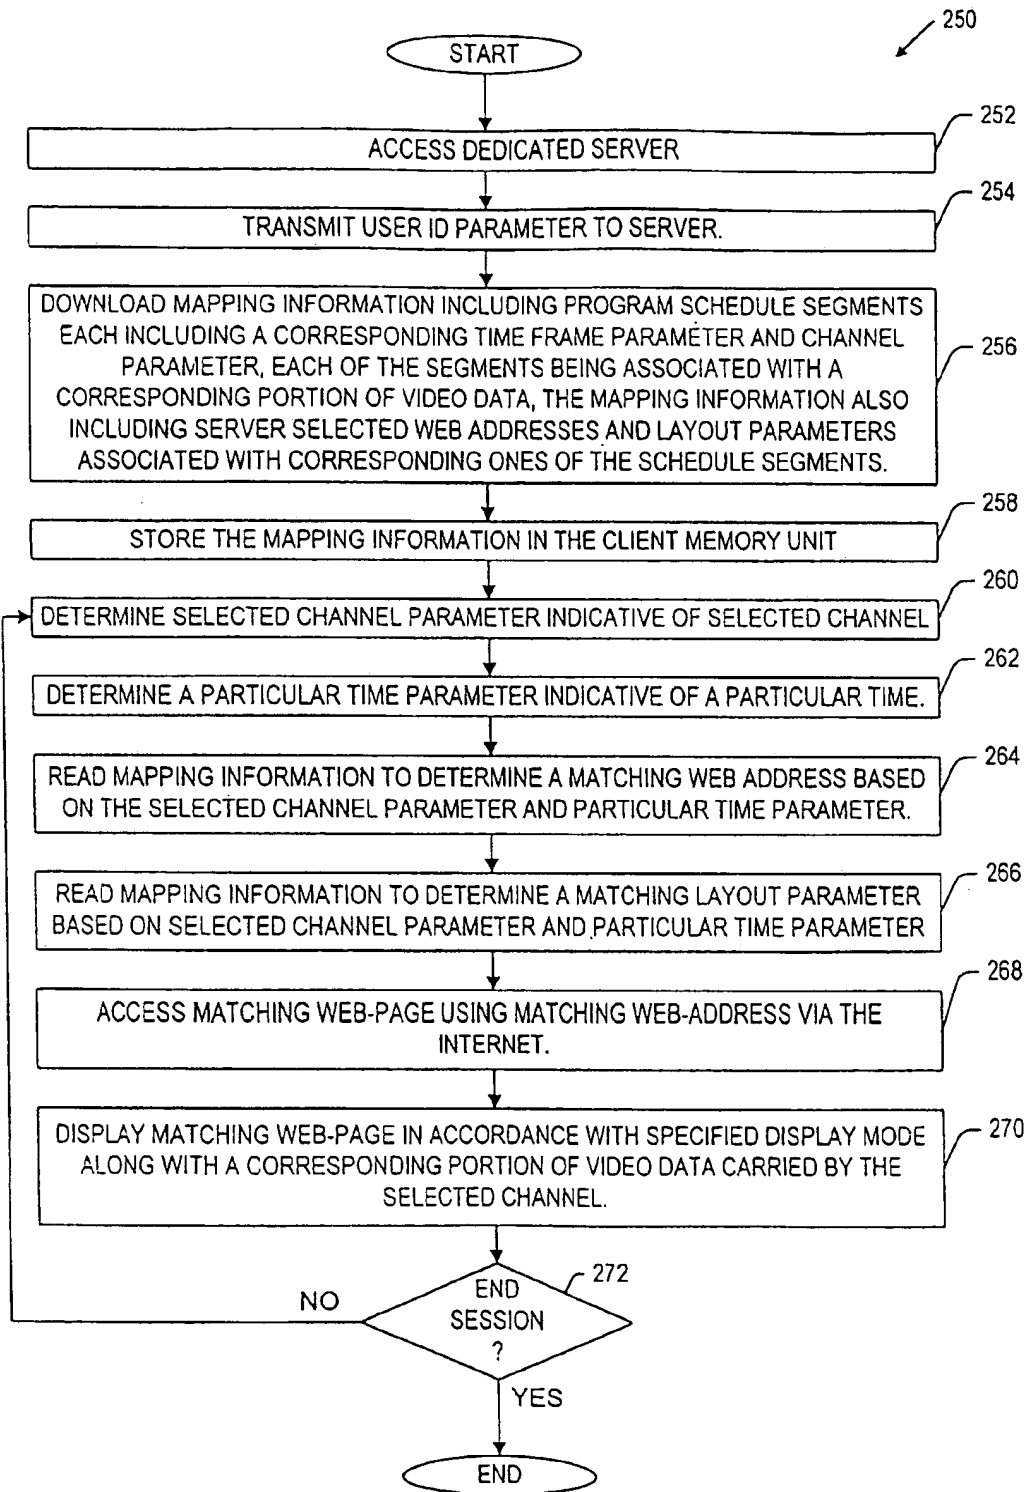 250
START
252
ACCESS DEDICATED SERVER
254
TRANSMIT USER ID PARAMETER TO SERVER.
DOWNLOAD MAPPING INFORMATION INCLUDING PROGRAM SCHEDULE SEGMENTS
EACH INCLUDING A CORRESPONDING TIME FRAME PARAMETER AND CHANNEL
PARAMETER, EACH OF THE SEGMENTS BEING ASSOCIATED WITH A
CORRESPONDING PORTION OF VIDEO DATA, THE MAPPING INFORMATION ALSO
INCLUDING SERVER SELECTED WEB ADDRESSES AND LAYOUT PARAMETERS
ASSOCIATED WITH CORRESPONDING ONES OF THE SCHEDULE SEGMENTS.
256
258
STORE THE MAPPING INFORMATION IN THE CLIENT MEMORY UNIT
260
DETERMINE SELECTED CHANNEL PARAMETER INDICATIVE OF SELECTED CHANNEL
262
DETERMINE A PARTICULAR TIME PARAMETER INDICATIVE OF A PARTICULAR TIME.
264
READ MAPPING INFORMATION TO DETERMINE A MATCHING WEB ADDRESS BASED
ON THE SELECTED CHANNEL PARAMETER AND PARTICULAR TIME PARAMETER.
266
READ MAPPING INFORMATION TO DETERMINE A MATCHING LAYOUT PARAMETER
BASED ON SELECTED CHANNEL PARAMETER AND PARTICULAR TIME PARAMETER
268
ACCESS MATCHING WEB-PAGE USING MATCHING WEB-ADDRESS VIA THE
INTERNET.
270
DISPLAY MATCHING WEB-PAGE IN ACCORDANCE WITH SPECIFIED DISPLAY MODE
ALONG WITH A CORRESPONDING PORTION OF VIDEO DATA CARRIED BY THE
SELECTED CHANNEL.
272
END
SESSION
?
NO
YES
END